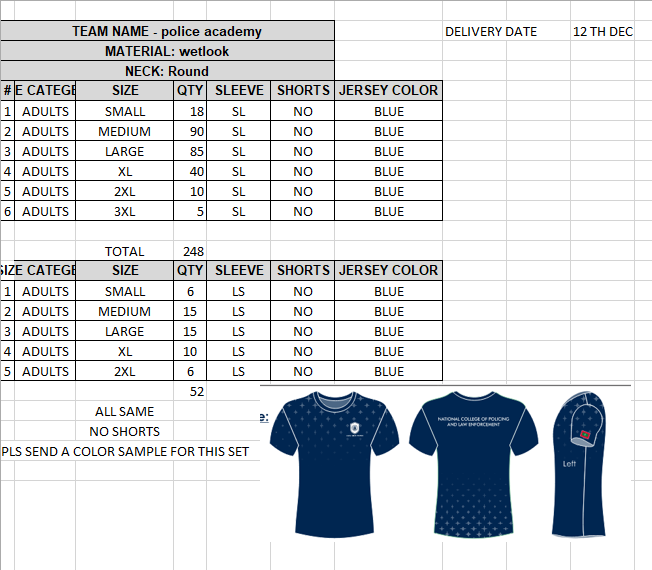 TEAM NAME - police academy DELIVERY DATE 12 TH DEC
MATERIAL: wetlook
NECK: Round
# E CATEGE SIZE QTY SLEEVE SHORTS JERSEY COLOR
1 ADULTS SMALL 18 SL NO BLUE
2 ADULTS MEDIUM 90 SL NO BLUE
3 ADULTS LARGE 85 SL NO BLUE
4 ADULTS XL 40 SL NO BLUE
5 ADULTS 2XL 10 SL NO BLUE
6 ADULTS 3XL 5 SL NO BLUE
TOTAL 248
SIZE CATEGE SIZE QTY SLEEVE SHORTS JERSEY COLOR
1 ADULTS SMALL 6 LS NO BLUE
2 ADULTS MEDIUM 15 LS NO BLUE
3 ADULTS LARGE 15 LS NO BLUE
4 ADULTS XL 10 LS NO BLUE
5 ADULTS 2XL 6 LS NO BLUE
52
ALL SAME
NO SHORTS
PLS SEND A COLOR SAMPLE FOR THIS SET
e:
NATIONAL COLLEGE OF POLICING
AND LAW ENFORCEMENT
Left